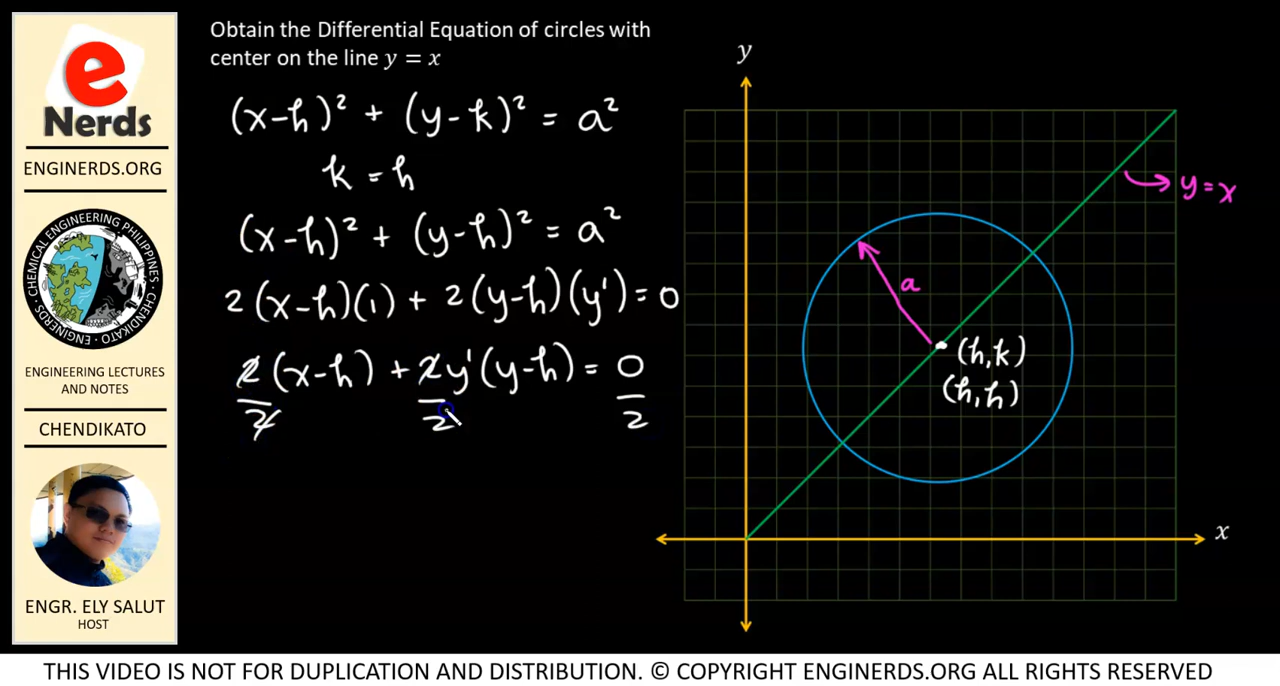 e
Nerds
ENGINERDS.ORG
CHEMICAL ENGINEERING PHILIPPINES
ENGINERDS · CHENDIKATO
ENGINEERING LECTURES
AND NOTES
CHENDIKATO
ENGR. ELY SALUT
HOST
Obtain the Differential Equation of circles with
center on the line y = x
(x-h)² + (y-k)² = a²
k = h
(x-h)² + (y-h)² = a²
2(x-h)(1) + 2(y-h)(y') = 0
2(x-h) + 2y'(y-h) = 0
2 2 2
y
y=x
a
(h,k)
(h,h)
x
THIS VIDEO IS NOT FOR DUPLICATION AND DISTRIBUTION. © COPYRIGHT ENGINERDS.ORG ALL RIGHTS RESERVED